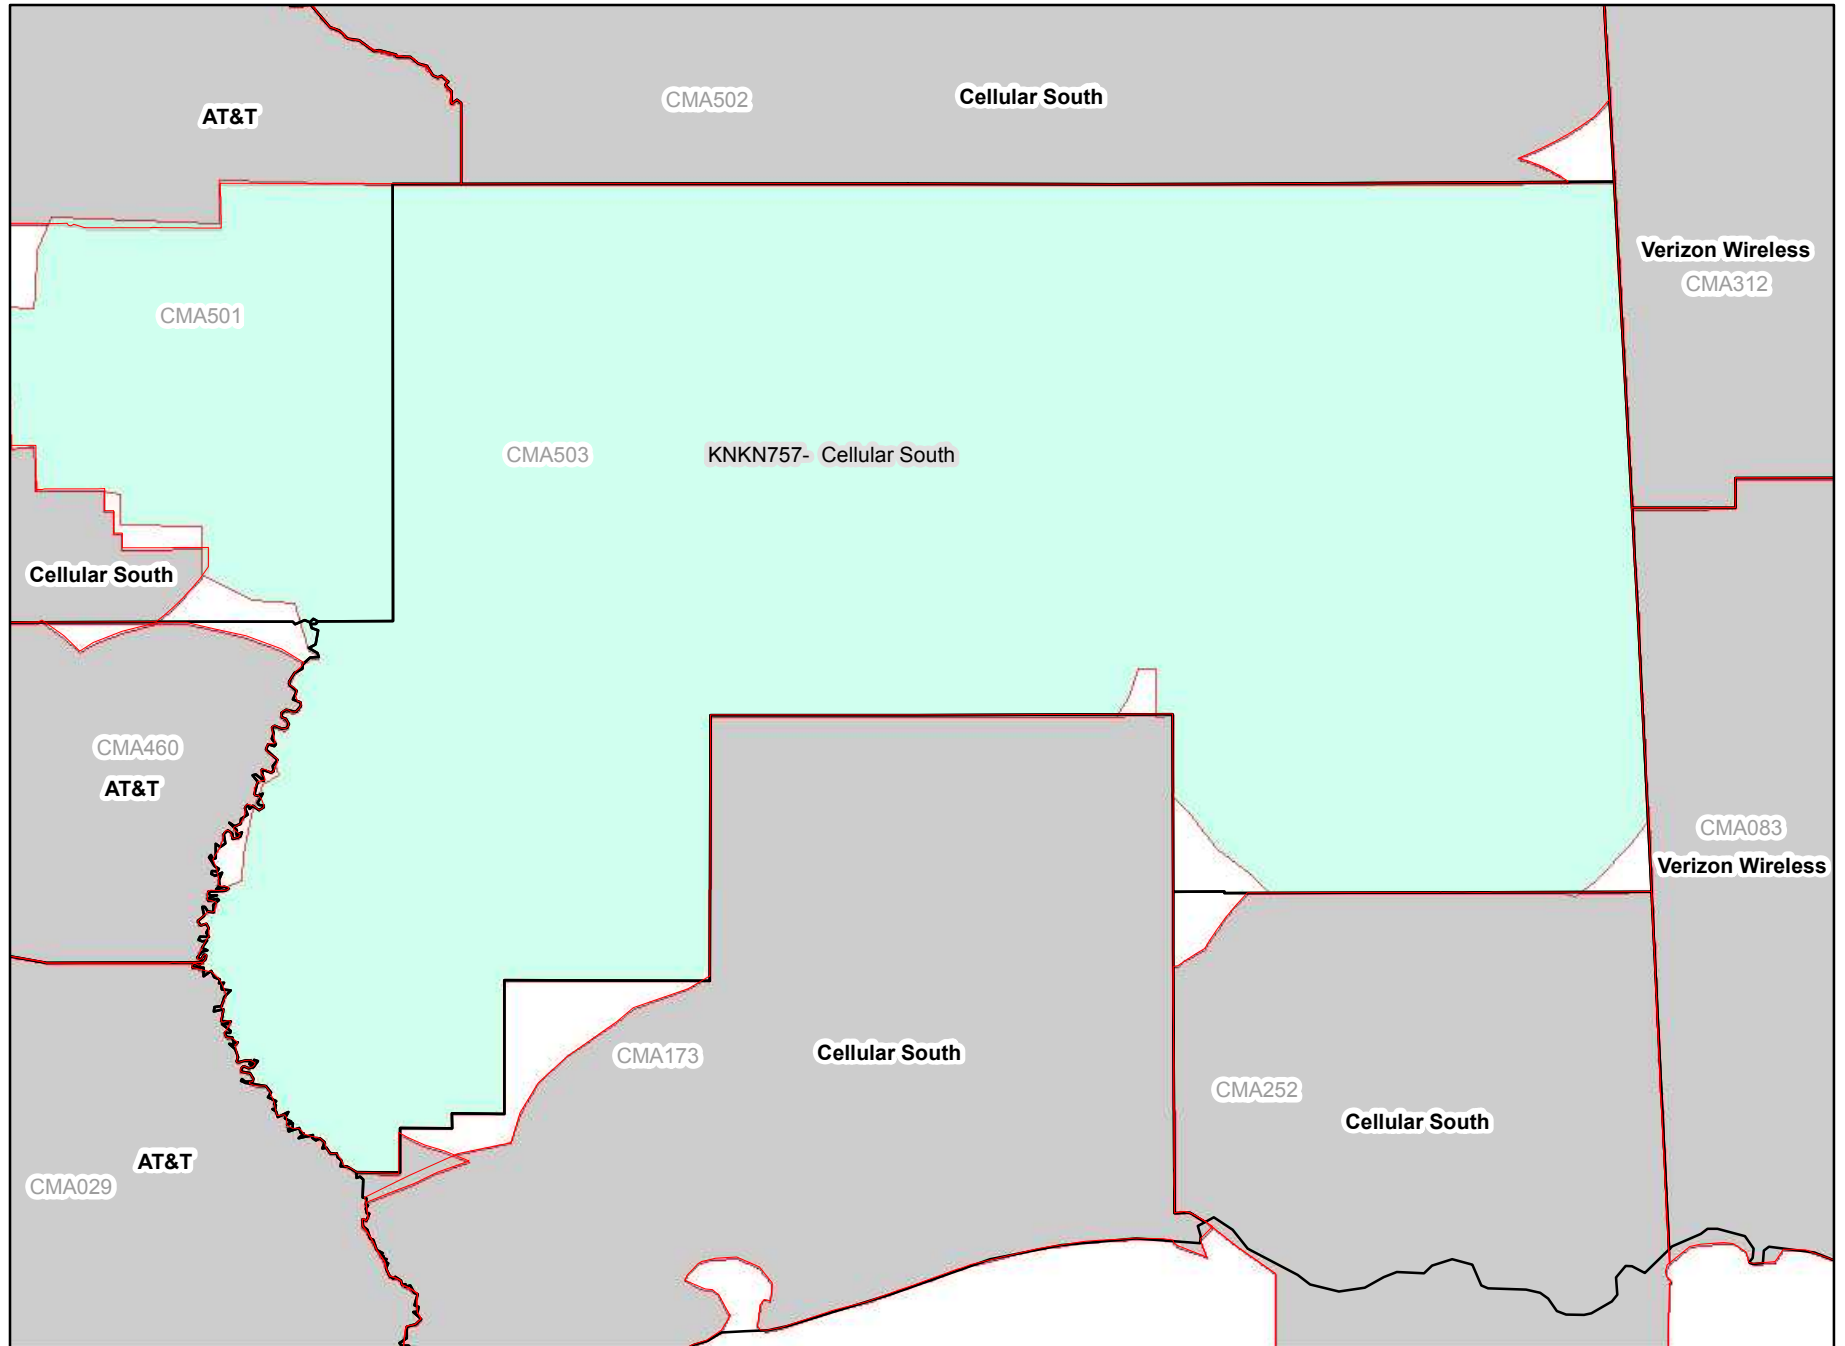 CMA502
Cellular South
AT&T
Verizon Wireless
CMA312
CMA501
CMA503
KNKN757- Cellular South
Cellular South
CMA460
AT&T
CMA083
Verizon Wireless
CMA173
Cellular South
CMA252
Cellular South
AT&T
CMA029